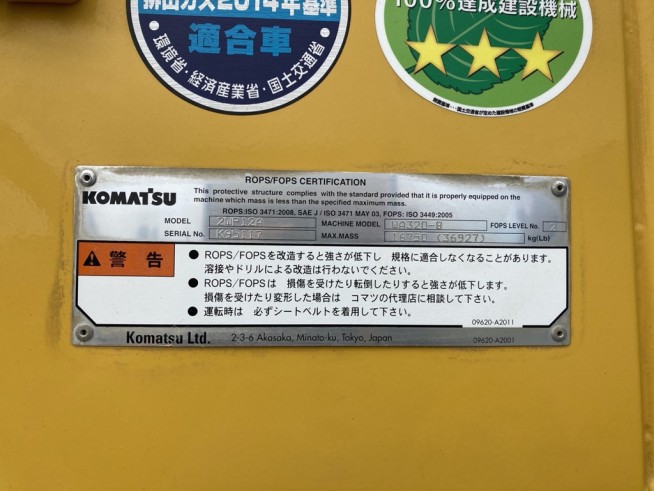 排出ガス2014年基準
適合車
・環境省・経済産業省・国土交通省・
100%達成建設機械
KOMATSU
ROPS/FOPS CERTIFICATION
This protective structure complies with the standard provided that it is properly equipped on the
machine which mass is less than the specified maximum mass.
ROPS:ISO 3471:2008, SAE J / ISO 3471 MAY 03, FOPS: ISO 3449:2005
MODEL MACHINE MODEL WA320-8 FOPS LEVEL No. 2
SERIAL No. MAX.MASS (36927) kg(Lb)
警告
● ROPS/FOPSを改造すると強さが低下し 規格に適合しなくなることがあります。
溶接やドリルによる改造は行わないでください。
● ROPS/FOPSは 損傷を受けたり転倒したりすると強さが低下します。
損傷を受けたり変形した場合は コマツの代理店に相談して下さい。
● 運転時は 必ずシートベルトを着用して下さい。
09620-A2011
Komatsu Ltd. 2-3-6 Akasaka, Minato-ku, Tokyo, Japan 09620-A2001